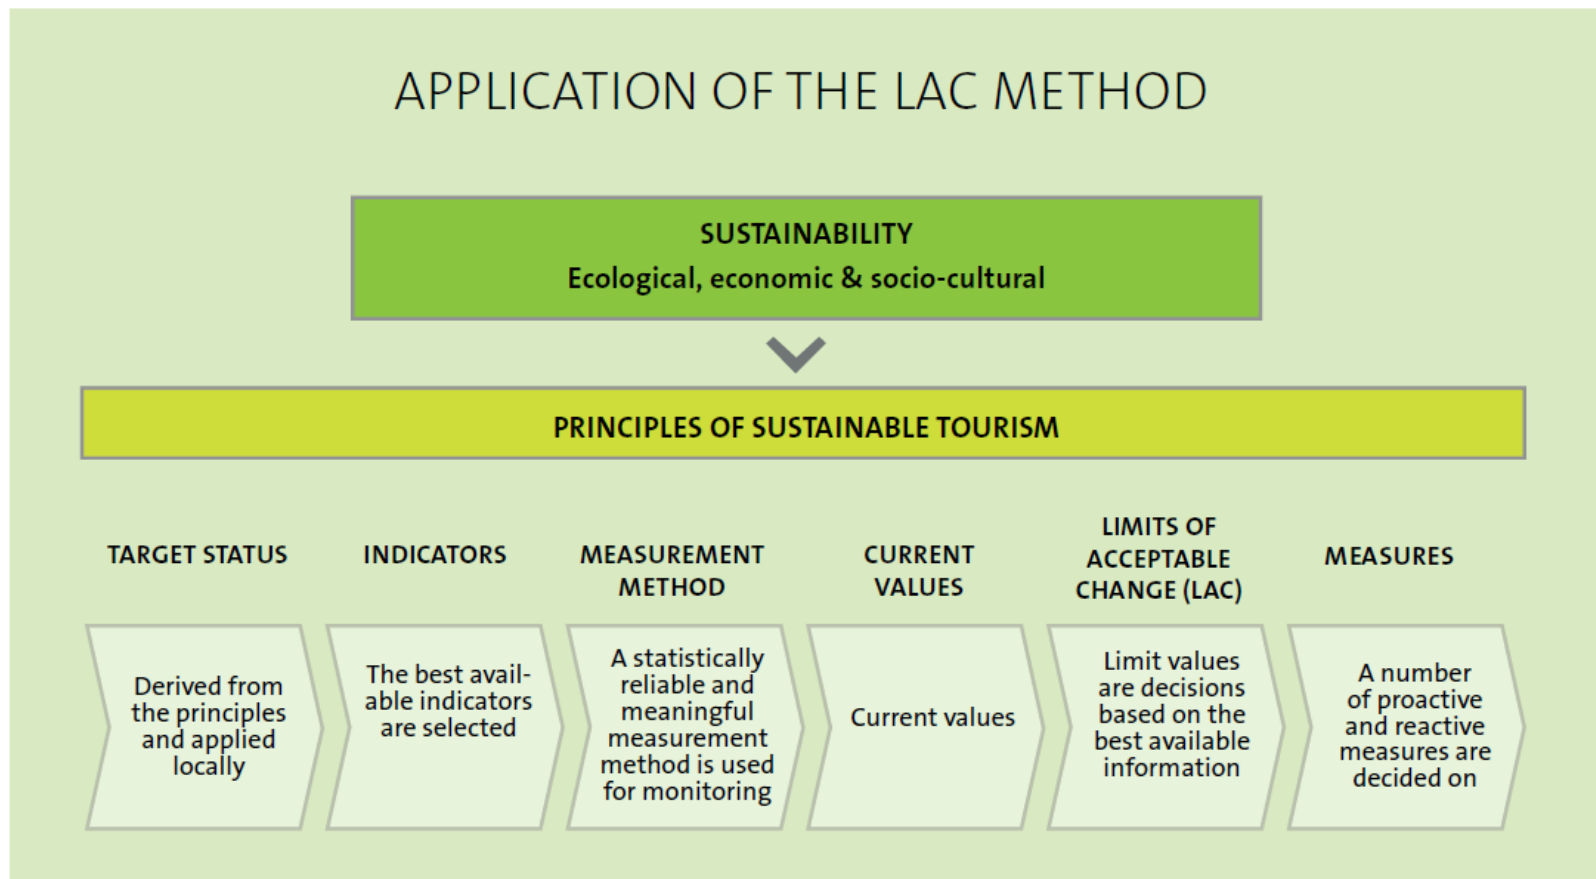 APPLICATION OF THE LAC METHOD
SUSTAINABILITY
Ecological, economic & socio-cultural
PRINCIPLES OF SUSTAINABLE TOURISM
TARGET STATUS
Derived from
the principles
and applied
locally
INDICATORS
The best avail-
able indicators
are selected
MEASUREMENT
METHOD
A statistically
reliable and
meaningful
measurement
method is used
for monitoring
CURRENT
VALUES
Current values
LIMITS OF
ACCEPTABLE
CHANGE (LAC)
Limit values
are decisions
based on the
best available
information
MEASURES
A number
of proactive
and reactive
measures are
decided on